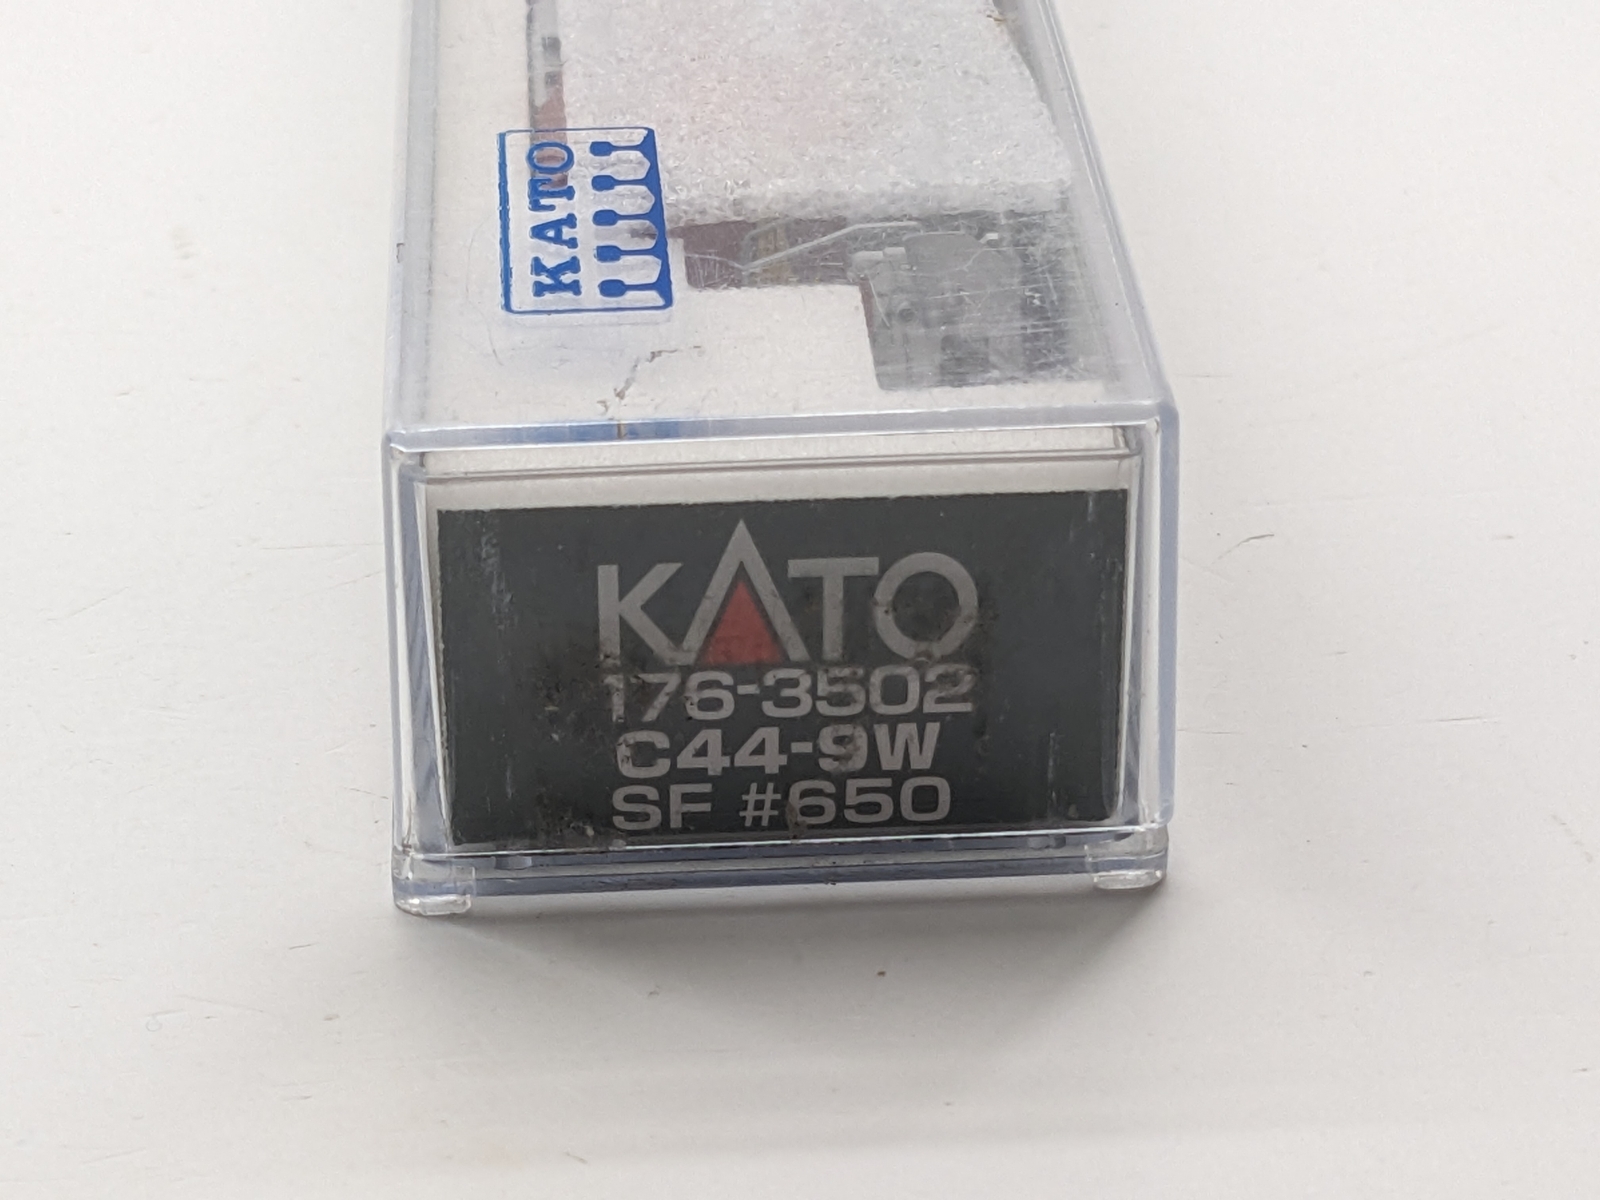 KATO
KATO
176-3502
C44-9W
SF #650